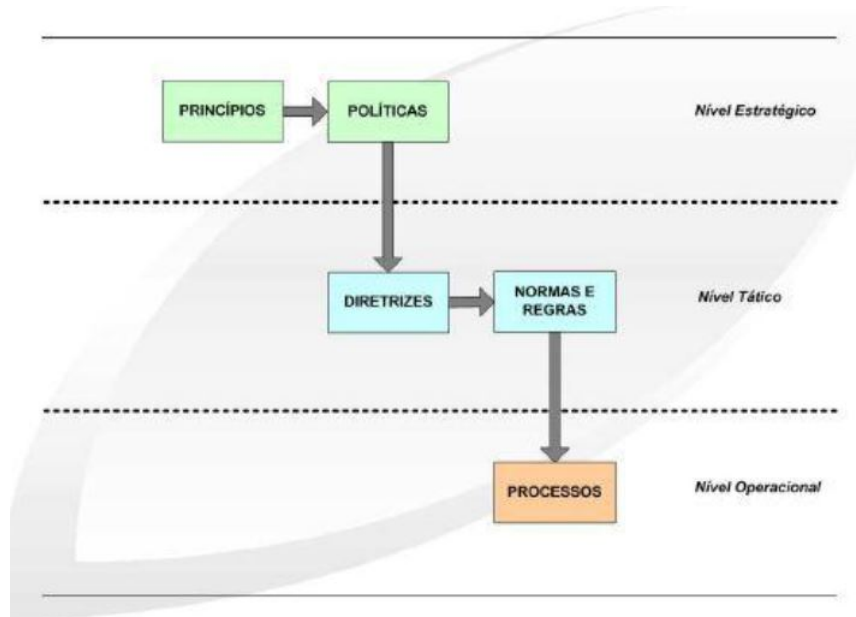 PRINCÍPIOS
POLÍTICAS
Nível Estratégico
DIRETRIZES
NORMAS E
REGRAS
Nível Tático
PROCESSOS
Nível Operacional